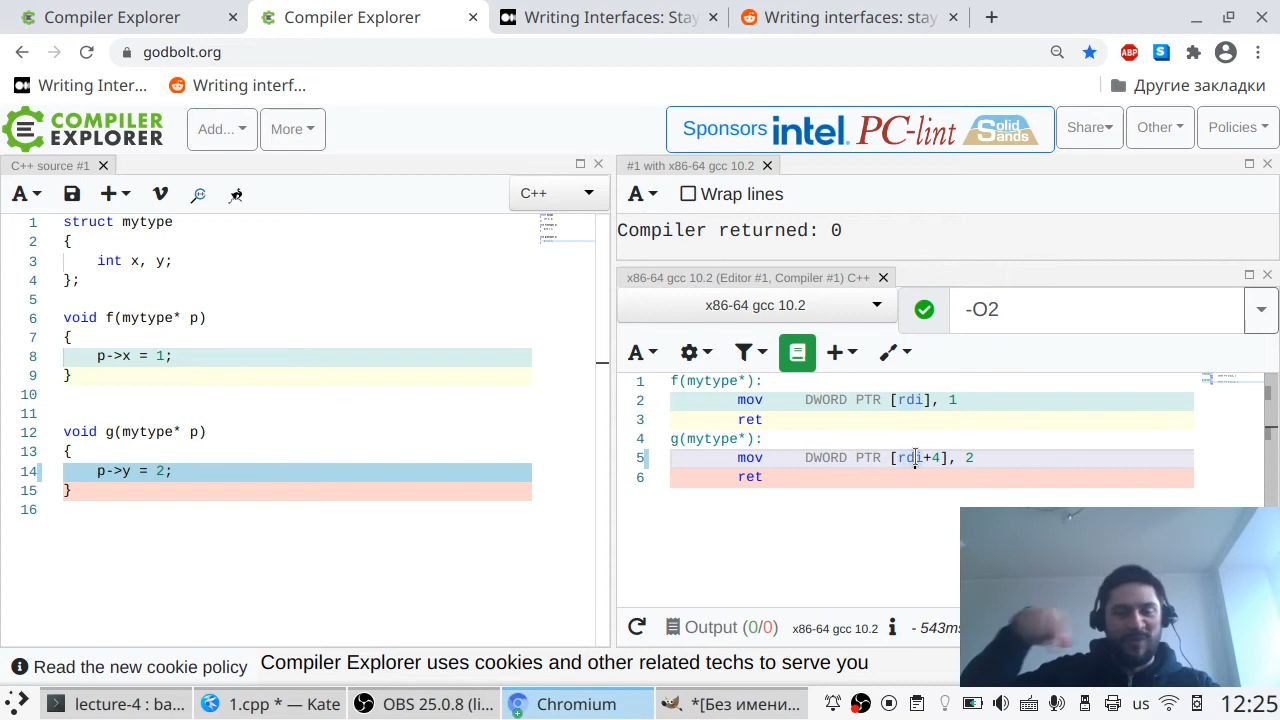 Compiler Explorer
Compiler Explorer
Writing Interfaces: Sta
Writing interfaces: stay
godbolt.org
ABP
S
Writing Inter...
Writing interf...
Другие закладки
COMPILER
EXPLORER
Add...
More
Sponsors intel. PC-lint Solid Sands
Share
Other
Policies
C++ source #1
A
C++
1 struct mytype
2 {
3 int x, y;
4 };
5
6 void f(mytype* p)
7 {
8 p->x = 1;
9 }
10
11
12 void g(mytype* p)
13 {
14 p->y = 2;
15 }
16
#1 with x86-64 gcc 10.2
A
Wrap lines
Compiler returned: 0
x86-64 gcc 10.2 (Editor #1, Compiler #1) C++
x86-64 gcc 10.2
-O2
A
1 f(mytype*):
2 mov DWORD PTR [rdi], 1
3 ret
4 g(mytype*):
5 mov DWORD PTR [rdi+4], 2
6 ret
Output (0/0) x86-64 gcc 10.2 - 543ms
Read the new cookie policy
Compiler Explorer uses cookies and other related techs to serve you
lecture-4 : ba...
1.cpp * — Kate
OBS 25.0.8 (li...
Chromium
*[Без имени...
us
12:25